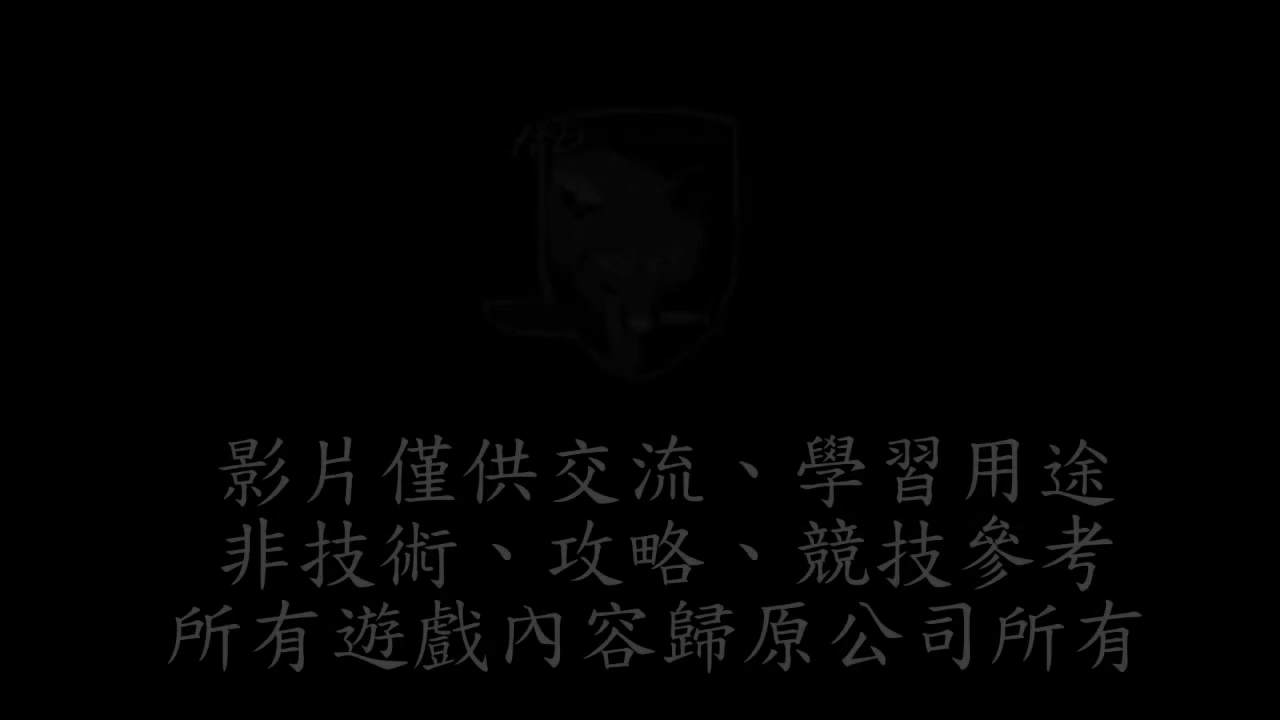 影片僅供交流、學習用途
非技術、攻略、競技參考
所有遊戲內容歸原公司所有